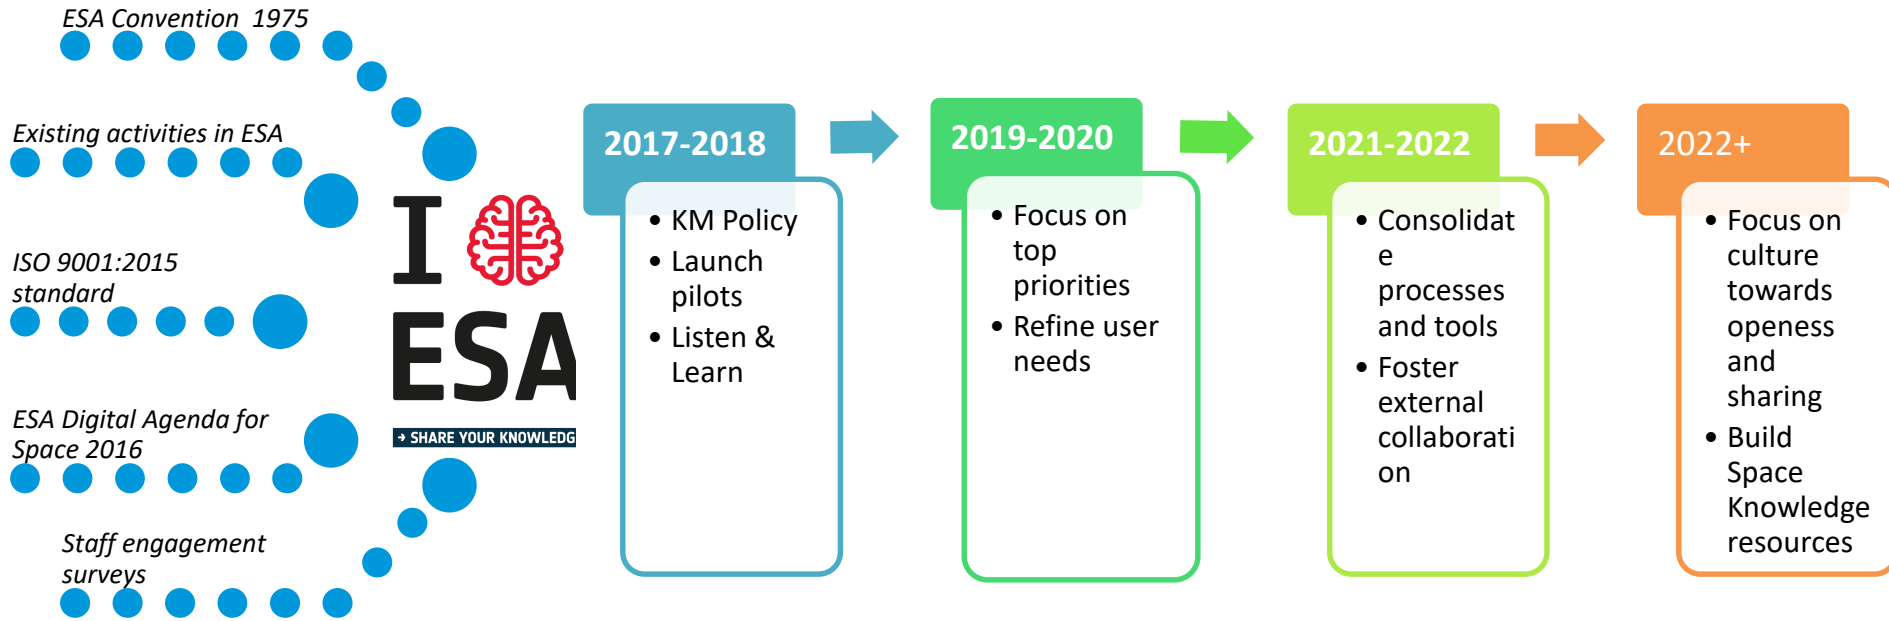 ESA Convention  1975
Existing activities in ESA
ISO 9001:2015
standard
ESA Digital Agenda for
Space 2016
Staff engagement
surveys
I
ESA
→ SHARE YOUR KNOWLEDG
2017-2018
• KM Policy
• Launch
pilots
• Listen &
Learn
2019-2020
• Focus on
top
priorities
• Refine user
needs
2021-2022
• Consolidat
e
processes
and tools
• Foster
external
collaborati
on
2022+
• Focus on
culture
towards
openess
and
sharing
• Build
Space
Knowledge
resources